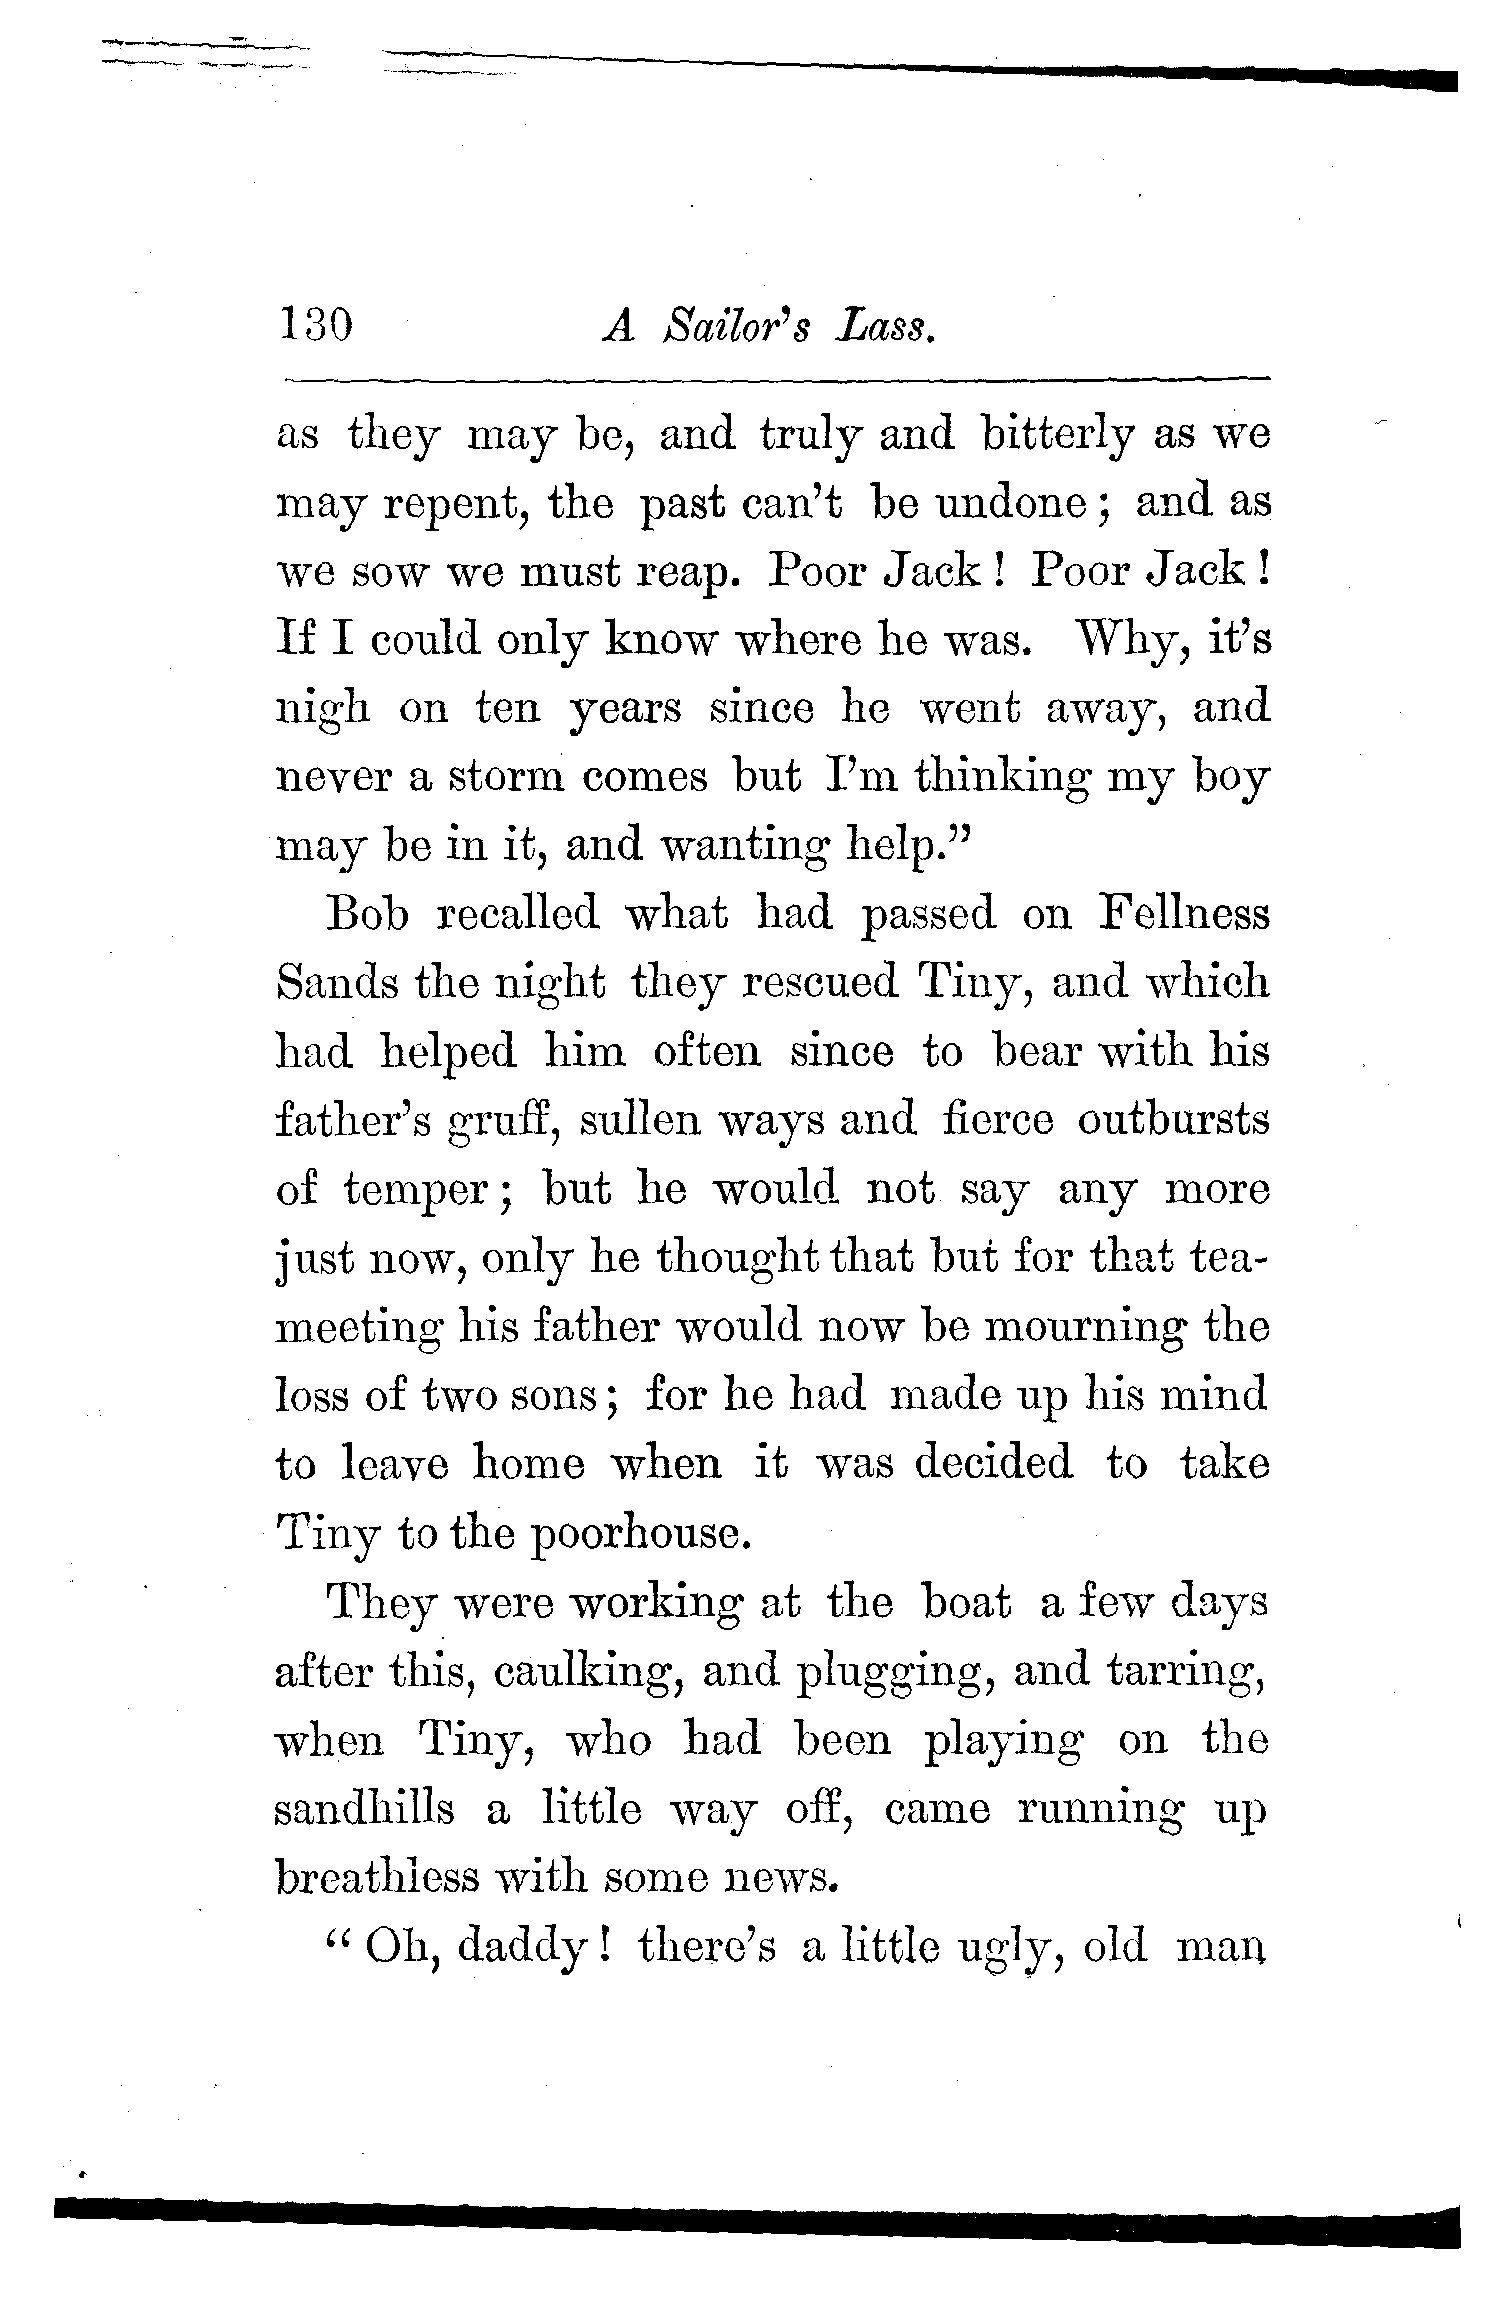 130 A Sailor's Lass.
as they may be, and truly and bitterly as we
may repent, the past can't be undone; and as
we sow we must reap. Poor Jack! Poor Jack!
If I could only know where he was. Why, it's
nigh on ten years since he went away, and
never a storm comes but I'm thinking my boy
may be in it, and wanting help."
Bob recalled what had passed on Fellness
Sands the night they rescued Tiny, and which
had helped him often since to bear with his
father's gruff, sullen ways and fierce outbursts
of temper; but he would not say any more
just now, only he thought that but for that tea-
meeting his father would now be mourning the
loss of two sons; for he had made up his mind
to leave home when it was decided to take
Tiny to the poorhouse.
They were working at the boat a few days
after this, caulking, and plugging, and tarring,
when Tiny, who had been playing on the
sandhills a little way off, came running up
breathless with some news.
"Oh, daddy! there's a little ugly, old man